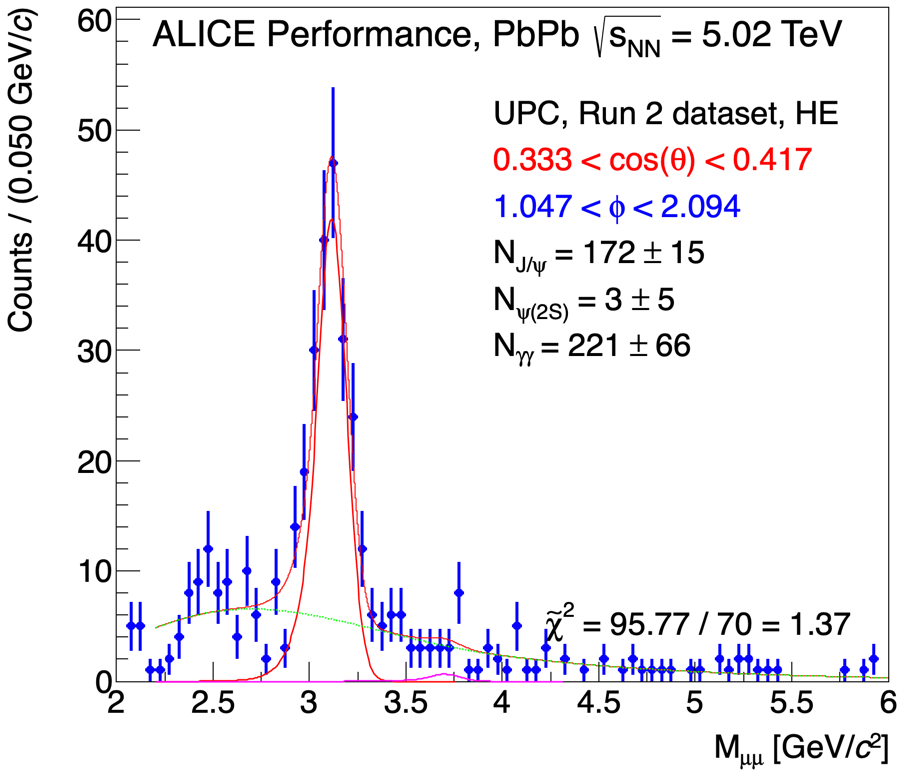 ALICE Performance, PbPb √sNN = 5.02 TeV
UPC, Run 2 dataset, HE
0.333 < cos(θ) < 0.417
1.047 < ϕ < 2.094
NJ/ψ = 172 ± 15
Nψ(2S) = 3 ± 5
Nγγ = 221 ± 66
χ̃² = 95.77 / 70 = 1.37
Counts / (0.050 GeV/c)
60
50
40
30
20
10
0
2 2.5 3 3.5 4 4.5 5 5.5 6
Mμμ [GeV/c²]